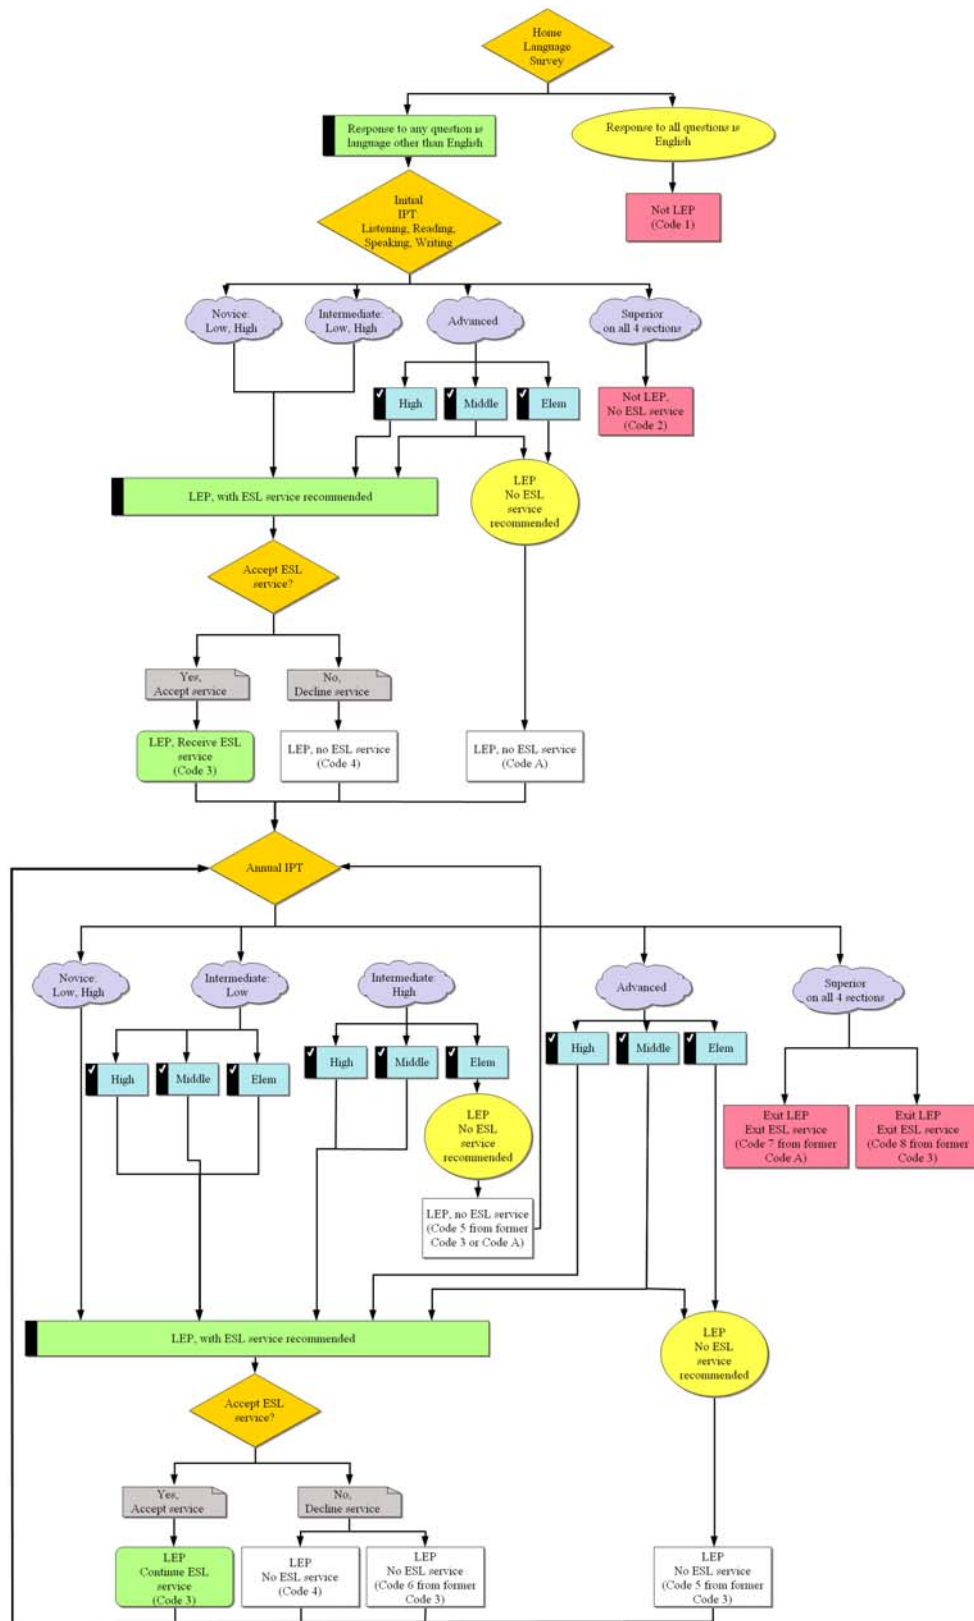 Home
Language
Survey
Response to any question is
language other than English
Response to all questions is
English
Initial
IPT:
Listening, Reading,
Speaking, Writing
Not LEP
(Code 1)
Novice:
Low, High
Intermediate:
Low, High
Advanced
Superior
on all 4 sections
High
Middle
Elem
Not LEP,
No ESL service
(Code 2)
LEP, with ESL service recommended
LEP
No ESL
service
recommended
Accept ESL
service?
Yes,
Accept service
No,
Decline service
LEP, Receive ESL
service
(Code 3)
LEP, no ESL service
(Code 4)
LEP, no ESL service
(Code A)
Annual IPT
Novice:
Low, High
Intermediate:
Low
Intermediate:
High
Advanced
Superior
on all 4 sections
High
Middle
Elem
High
Middle
Elem
High
Middle
Elem
LEP
No ESL
service
recommended
Exit LEP
Exit ESL service
(Code 7 from former
Code A)
Exit LEP
Exit ESL service
(Code 8 from former
Code 3)
LEP, no ESL service
(Code 5 from former
Code 3 or Code A)
LEP, with ESL service recommended
LEP
No ESL
service
recommended
Accept ESL
service?
Yes,
Accept service
No,
Decline service
LEP
Continue ESL
service
(Code 3)
LEP
No ESL service
(Code 4)
LEP
No ESL service
(Code 6 from former
Code 3)
LEP
No ESL service
(Code 5 from former
Code 3)